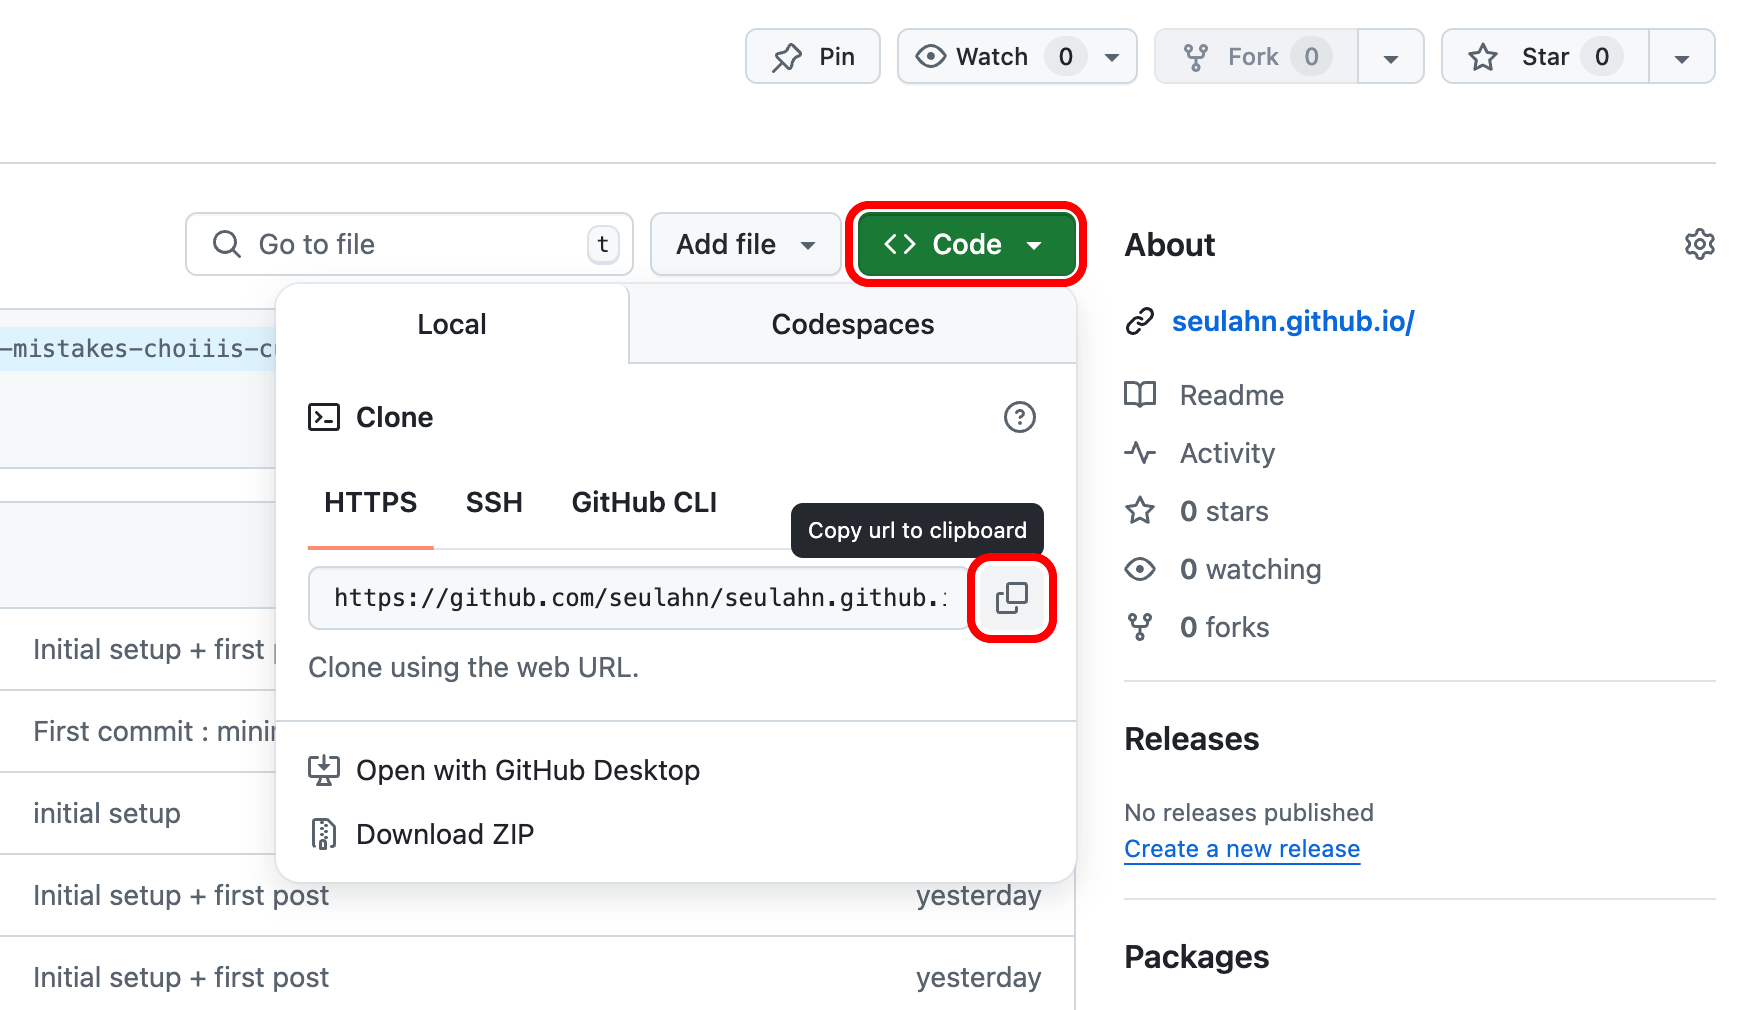 Pin
Watch 0
Fork 0
Star 0
Go to file t
Add file
Code
About
Local
Codespaces
seulahn.github.io/
-mistakes-choiiis-c
Clone
Readme
Activity
HTTPS SSH GitHub CLI
Copy url to clipboard
0 stars
0 watching
https://github.com/seulahn/seulahn.github.
0 forks
Initial setup + first
Clone using the web URL.
First commit : mini
Releases
Open with GitHub Desktop
initial setup
No releases published
Download ZIP
Create a new release
Initial setup + first post yesterday
Packages
Initial setup + first post yesterday